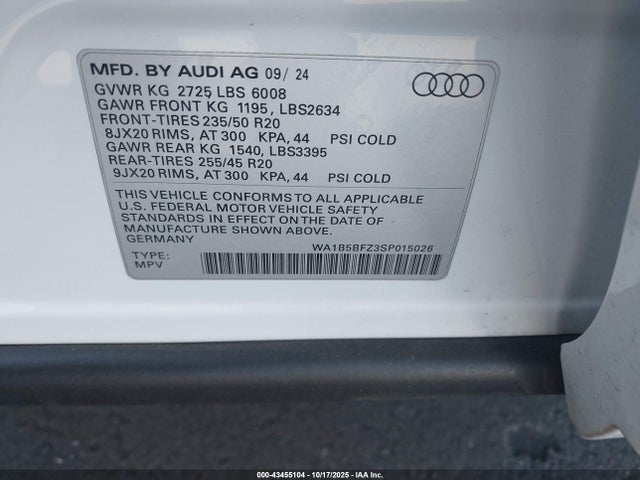 MFD. BY AUDI AG 09/ 24
GVWR KG 2725 LBS 6008
GAWR FRONT KG 1195, LBS2634
FRONT-TIRES 235/50 R20
8JX20 RIMS, AT 300 KPA, 44 PSI COLD
GAWR REAR KG 1540, LBS3395
REAR-TIRES 255/45 R20
9JX20 RIMS, AT 300 KPA, 44 PSI COLD
THIS VEHICLE CONFORMS TO ALL APPLICABLE
U.S. FEDERAL MOTOR VEHICLE SAFETY
STANDARDS IN EFFECT ON THE DATE OF
MANUFACTURE SHOWN ABOVE.
GERMANY
WA1B5BFZ3SP015026
TYPE:
MPV
000-43455104 - 10/17/2025 - IAA Inc.